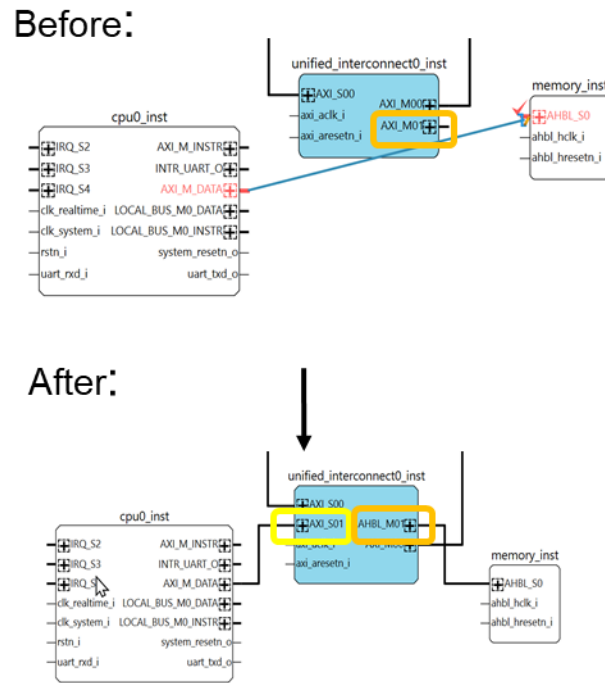 Before:
unified_interconnect0_inst
AXI_S00
AXI_M00
axi_aclk_i
AXI_M01
axi_aresetn_i
memory_inst
AHBL_S0
ahbl_hclk_i
ahbl_hresetn_i
cpu0_inst
IRQ_S2 AXI_M_INSTR
IRQ_S3 INTR_UART_O
IRQ_S4 AXI_M_DATA
clk_realtime_i LOCAL_BUS_M0_DATA
clk_system_i LOCAL_BUS_M0_INSTR
rstn_i system_resetn_o
uart_rxd_i uart_txd_o
After:
unified_interconnect0_inst
AXI_S00
AXI_S01 AHBL_M01
axi_aclk_i AXI_M00
axi_aresetn_i
cpu0_inst
IRQ_S2 AXI_M_INSTR
IRQ_S3 INTR_UART_O
AXI_M_DATA
clk_realtime_i LOCAL_BUS_M0_DATA
clk_system_i LOCAL_BUS_M0_INSTR
rstn_i system_resetn_o
uart_rxd_i uart_txd_o
memory_inst
AHBL_S0
ahbl_hclk_i
ahbl_hresetn_i